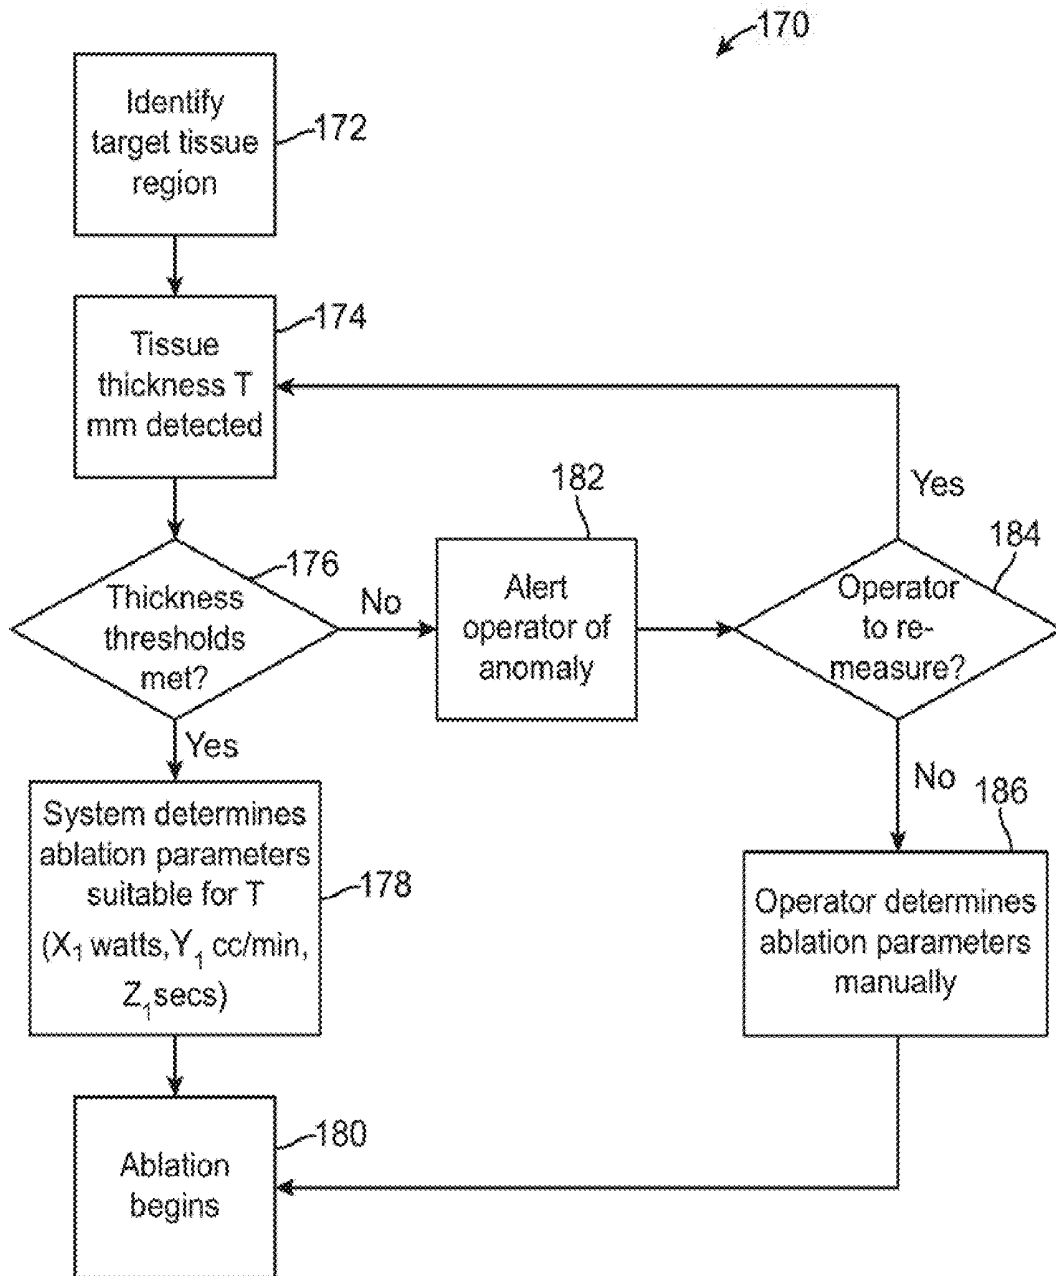 170
Identify
target tissue
region
172
Tissue
thickness T
mm detected
174
Thickness
thresholds
met?
176
No
Alert
operator of
anomaly
182
Operator
to re-
measure?
184
Yes
No
Yes
System determines
ablation parameters
suitable for T
(X₁ watts,Y₁ cc/min,
Z₁secs)
178
Operator determines
ablation parameters
manually
186
Ablation
begins
180